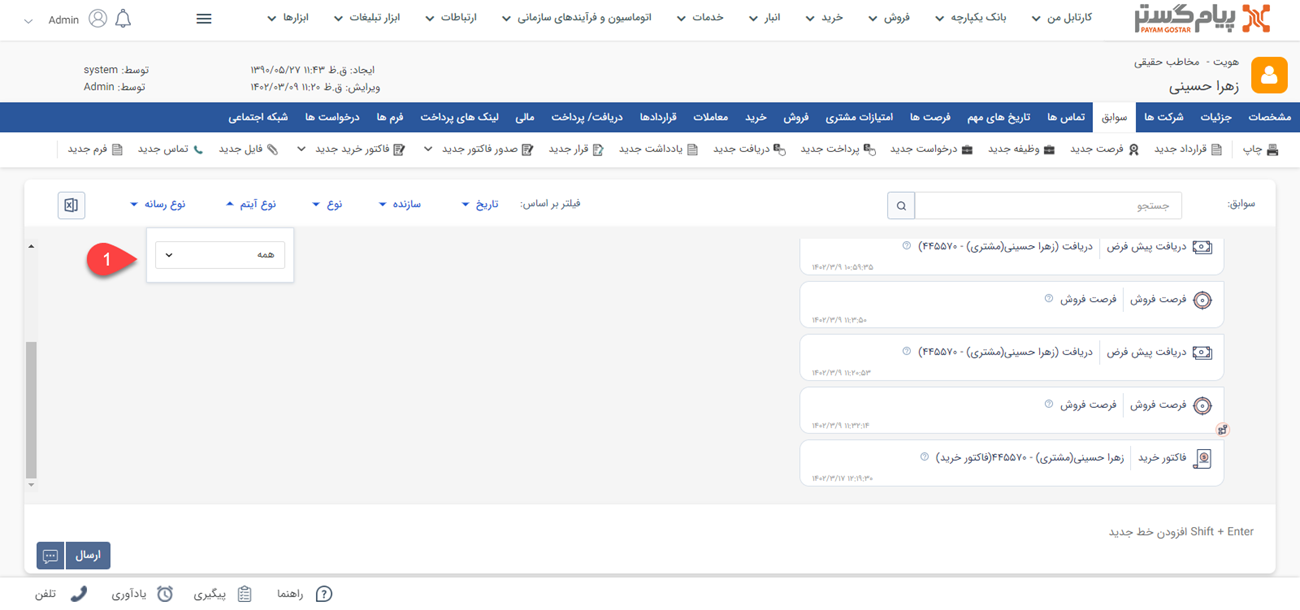 پیام گستر
PAYAM GOSTAR
کارتابل من
بانک یکپارچه
فروش
خرید
انبار
خدمات
ارتباطات
اتوماسیون و فرآیندهای سازمانی
ابزار تبلیغات
ابزارها
Admin
هویت - مخاطب حقیقی
زهرا حسینی
ایجاد: ق.ظ ۱۱:۴۳ ۱۳۹۰/۰۵/۲۷
توسط: system
ویرایش: ق.ظ ۱۱:۲۰ ۱۴۰۲/۰۳/۰۹
توسط: Admin
مشخصات
جزئیات
شرکت ها
سوابق
تماس ها
تاریخ های مهم
فرصت ها
امتیازات مشتری
فروش
خرید
معاملات
قراردادها
دریافت/ پرداخت
مالی
لینک های پرداخت
فرم ها
درخواست ها
شبکه اجتماعی
چاپ
قرارداد جدید
فرصت جدید
وظیفه جدید
درخواست جدید
پرداخت جدید
دریافت جدید
یادداشت جدید
قرار جدید
صدور فاکتور جدید
فاکتور خرید جدید
فایل جدید
تماس جدید
فرم جدید
سوابق:
جستجو
فیلتر بر اساس:
تاریخ
سازنده
نوع
نوع آیتم
نوع رسانه
همه
1
دریافت پیش فرض
دریافت (زهرا حسینی(مشتری) - ۴۴۵۵۷۰)
۱۴۰۲/۳/۹ ۱۰:۵۹:۳۵
فرصت فروش
فرصت فروش
۱۴۰۲/۳/۹ ۱۱:۳:۵۰
دریافت پیش فرض
دریافت (زهرا حسینی(مشتری) - ۴۴۵۵۷۰)
۱۴۰۲/۳/۹ ۱۱:۲۰:۵۳
فرصت فروش
فرصت فروش
۱۴۰۲/۳/۹ ۱۱:۳۲:۱۴
فاکتور خرید
زهرا حسینی(مشتری) - ۴۴۵۵۷۰(فاکتور خرید)
۱۴۰۲/۳/۱۷ ۱۲:۱۹:۳۰
Shift + Enter افزودن خط جدید
ارسال
راهنما
پیگیری
یادآوری
تلفن